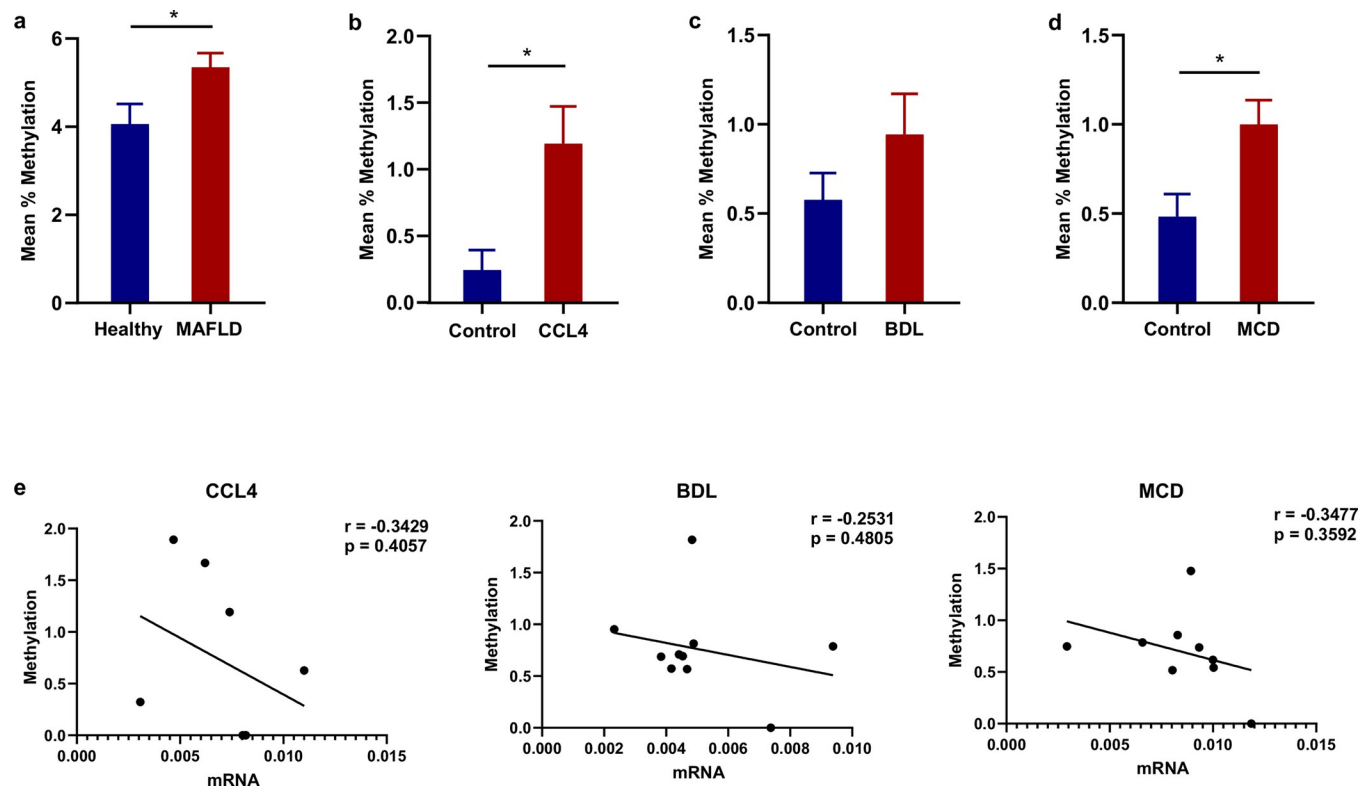 a
*
Mean % Methylation
6
4
2
0
Healthy MAFLD
b
*
Mean % Methylation
2.0
1.5
1.0
0.5
0.0
Control CCL4
c
Mean % Methylation
1.5
1.0
0.5
0.0
Control BDL
d
*
Mean % Methylation
1.5
1.0
0.5
0.0
Control MCD
e
CCL4
r = -0.3429
p = 0.4057
Methylation
2.0
1.5
1.0
0.5
0.0
0.000 0.005 0.010 0.015
mRNA
BDL
r = -0.2531
p = 0.4805
Methylation
2.0
1.5
1.0
0.5
0.0
0.000 0.002 0.004 0.006 0.008 0.010
mRNA
MCD
r = -0.3477
p = 0.3592
Methylation
2.0
1.5
1.0
0.5
0.0
0.000 0.005 0.010 0.015
mRNA